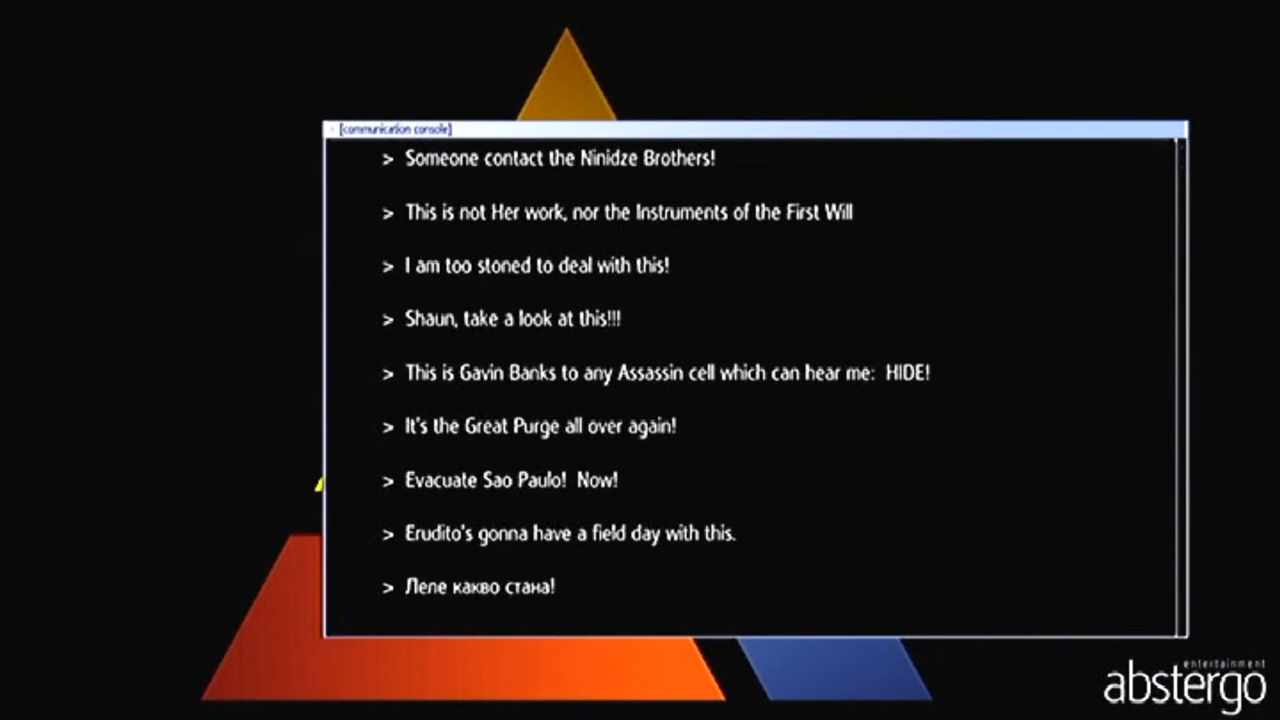 [communication console]
> Someone contact the Ninidze Brothers!
> This is not Her work, nor the Instruments of the First Will
> I am too stoned to deal with this!
> Shaun, take a look at this!!!
> This is Gavin Banks to any Assassin cell which can hear me:  HIDE!
> It's the Great Purge all over again!
> Evacuate Sao Paulo!  Now!
> Erudito's gonna have a field day with this.
> Леле какво стана!
entertainment
abstergo